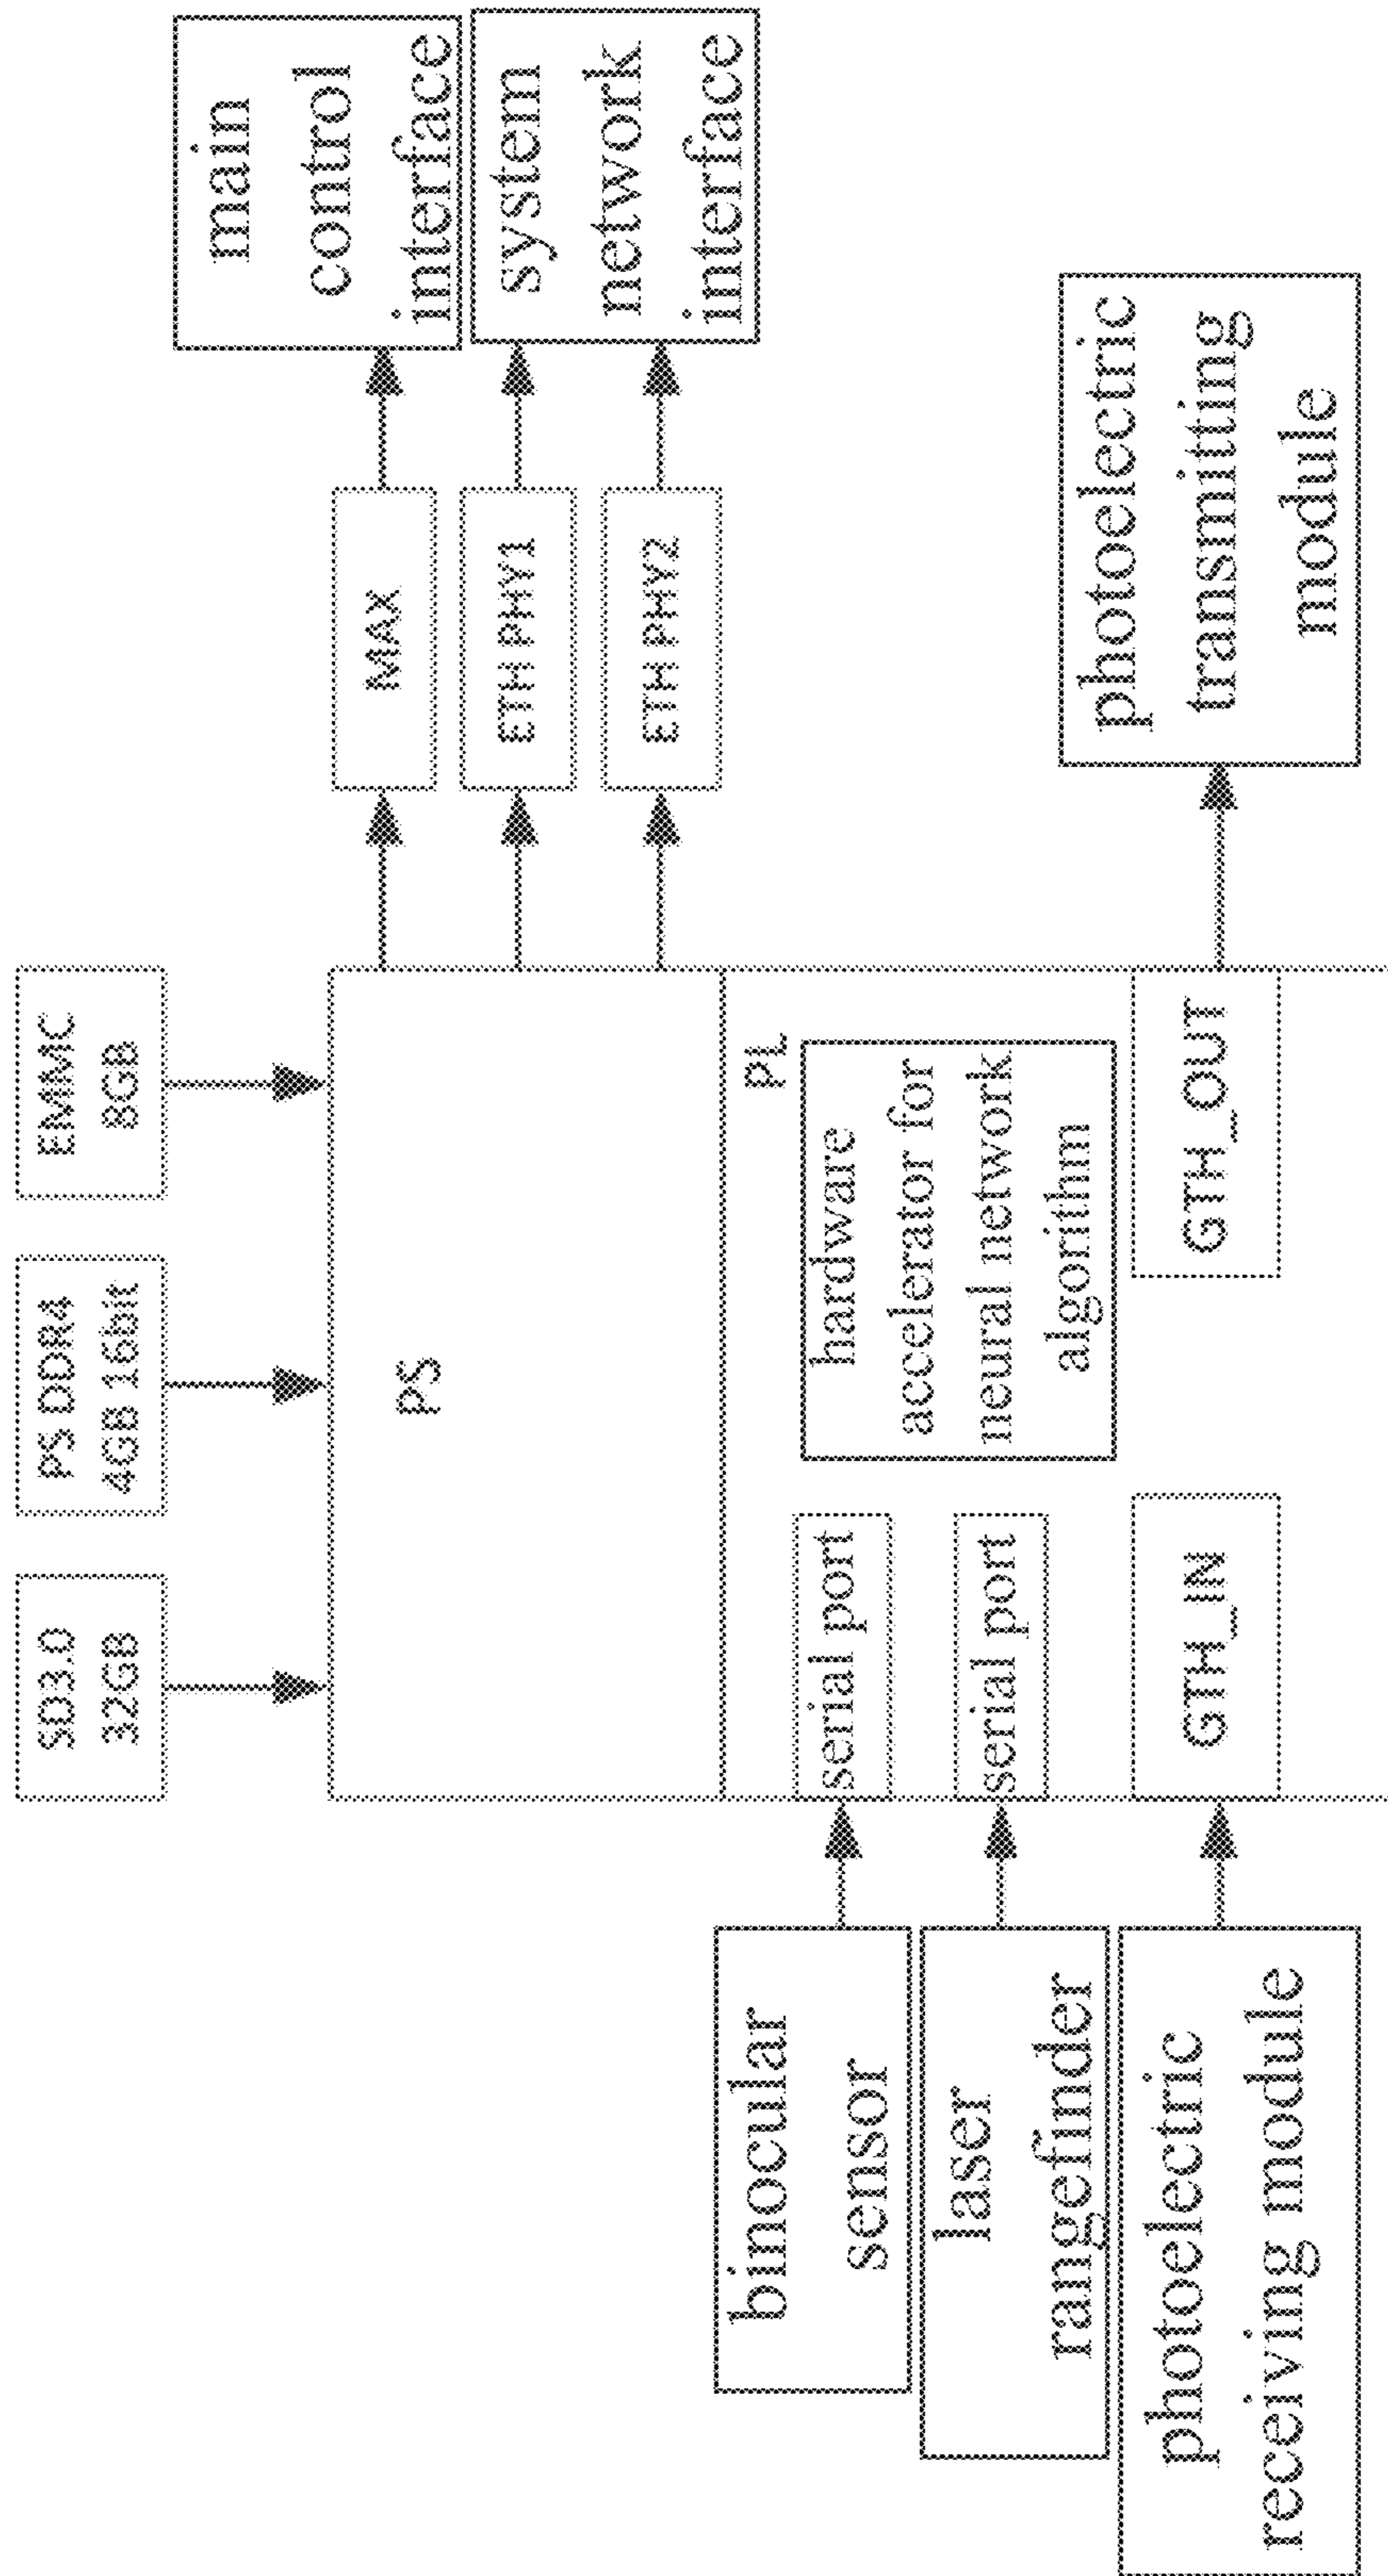 SD3.0
32GB
PS DDR4
4GB 16bit
EMMC
8GB
main
control
interface
system
network
interface
MAX
ETH PHY1
ETH PHY2
PS
PL
binocular
sensor
serial port
hardware
accelerator for
neural network
algorithm
laser
rangefinder
serial port
photoelectric
receiving module
GTH_IN
GTH_OUT
photoelectric
transmitting
module